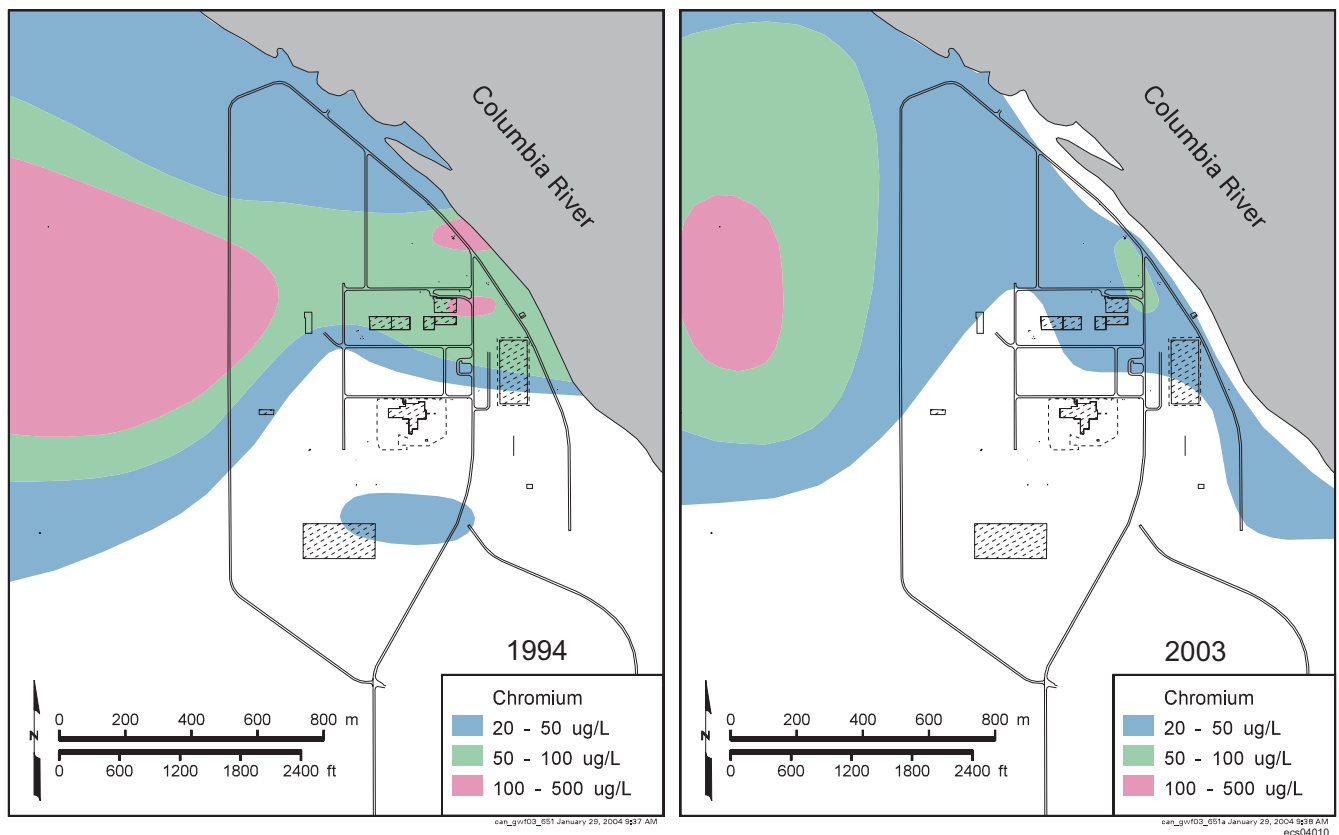 Columbia River
1994
Chromium
20 - 50 ug/L
50 - 100 ug/L
100 - 500 ug/L
0 200 400 600 800 m
N
0 600 1200 1800 2400 ft
can_gwf03_651 January 29, 2004 9:37 AM
Columbia River
2003
Chromium
20 - 50 ug/L
50 - 100 ug/L
100 - 500 ug/L
0 200 400 600 800 m
N
0 600 1200 1800 2400 ft
can_gwf03_651a January 29, 2004 9:38 AM
ecs04010